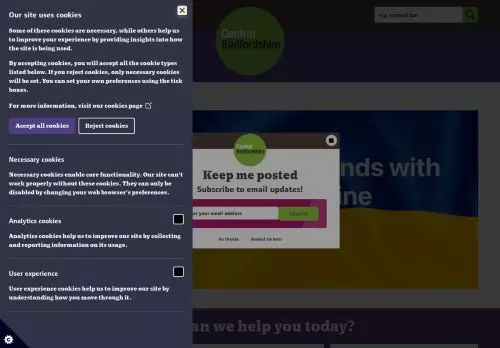 Our site uses cookies
Some of these cookies are necessary, while others help us
to improve your experience by providing insights into how
the site is being used.
By accepting cookies, you will accept all the cookie types
listed below. If you reject cookies, only necessary cookies
will be set. You can set your own preferences using the tick
boxes.
For more information, visit our cookies page
Accept all cookies
Reject cookies
Necessary cookies
Necessary cookies enable core functionality. Our site can't
work properly without these cookies. They can only be
disabled by changing your web browser's preferences.
Analytics cookies
Analytics cookies help us to improve our site by collecting
and reporting information on its usage.
User experience
User experience cookies help us to improve our site by
understanding how you move through it.
Central
Bedfordshire
e.g. council tax
Central
Bedfordshire
Keep me posted
Subscribe to email updates!
your email address
No thanks
Remind me later
nds with
ine
an we help you today?